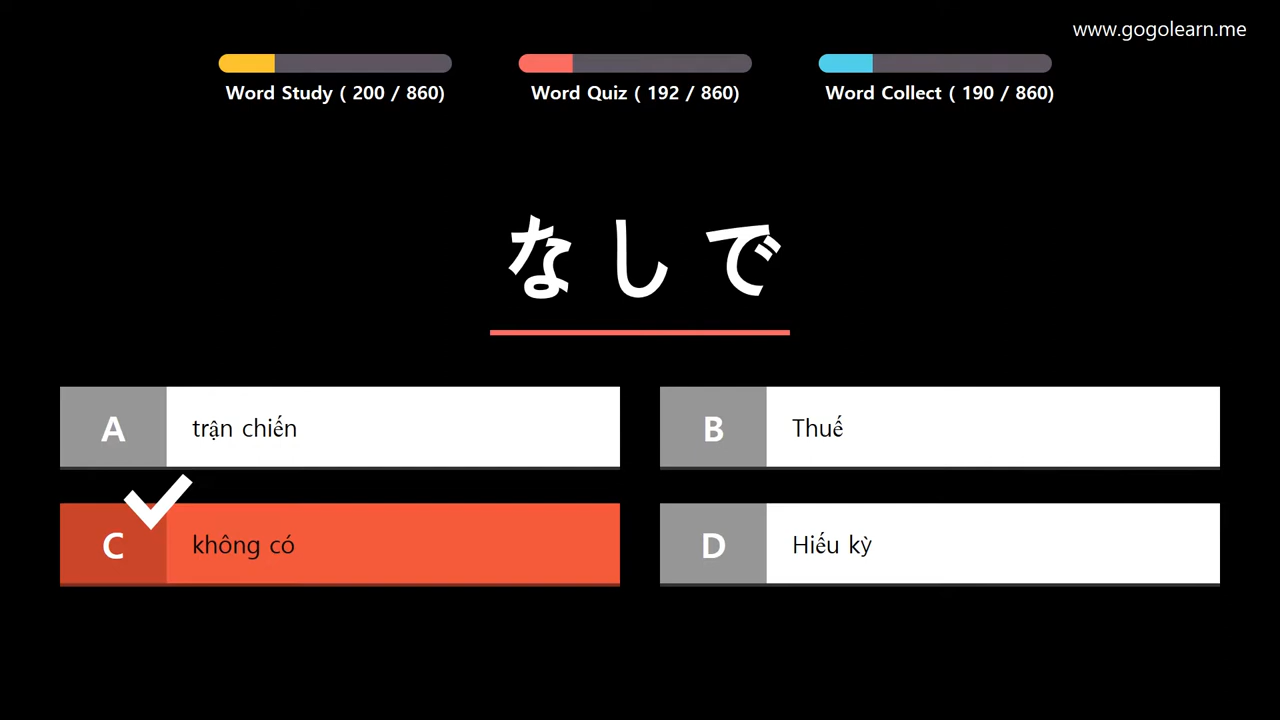 www.gogolearn.me
Word Study ( 200 / 860)
Word Quiz ( 192 / 860)
Word Collect ( 190 / 860)
なしで
A trận chiến
B Thuế
C không có
D Hiếu kỳ